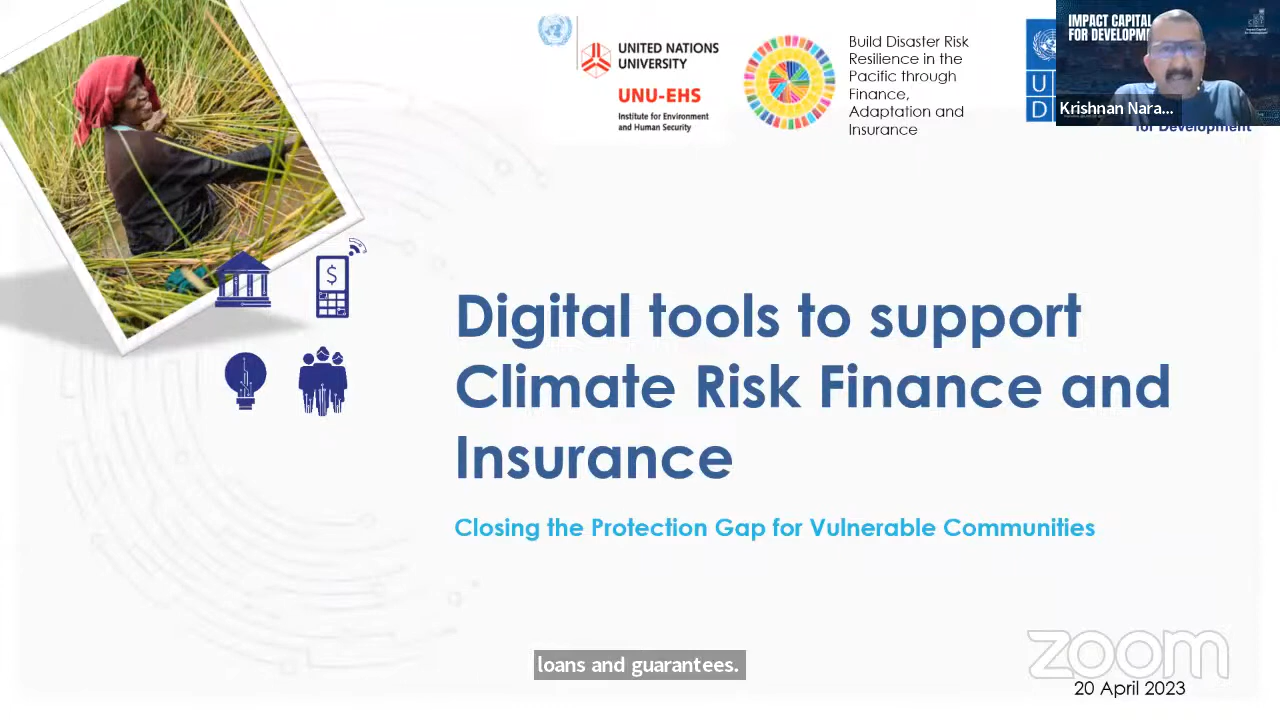 UNITED NATIONS
UNIVERSITY
UNU-EHS
Institute for Environment
and Human Security
Build Disaster Risk
Resilience in the
Pacific through
Finance,
Adaptation and
Insurance
U
D
IMPACT CAPITAL
FOR DEVELOPM
Krishnan Nara...
for Development
$
Digital tools to support
Climate Risk Finance and
Insurance
Closing the Protection Gap for Vulnerable Communities
loans and guarantees.
zoom
20 April 2023